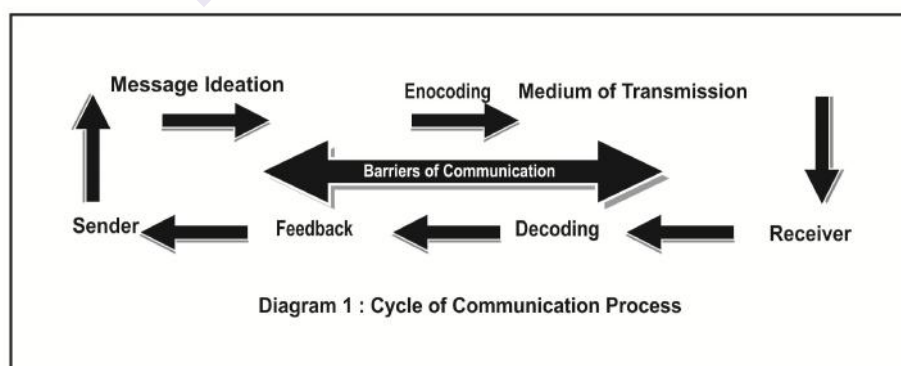 Message Ideation
Enocoding
Medium of Transmission
Barriers of Communication
Sender
Feedback
Decoding
Receiver
Diagram 1 : Cycle of Communication Process